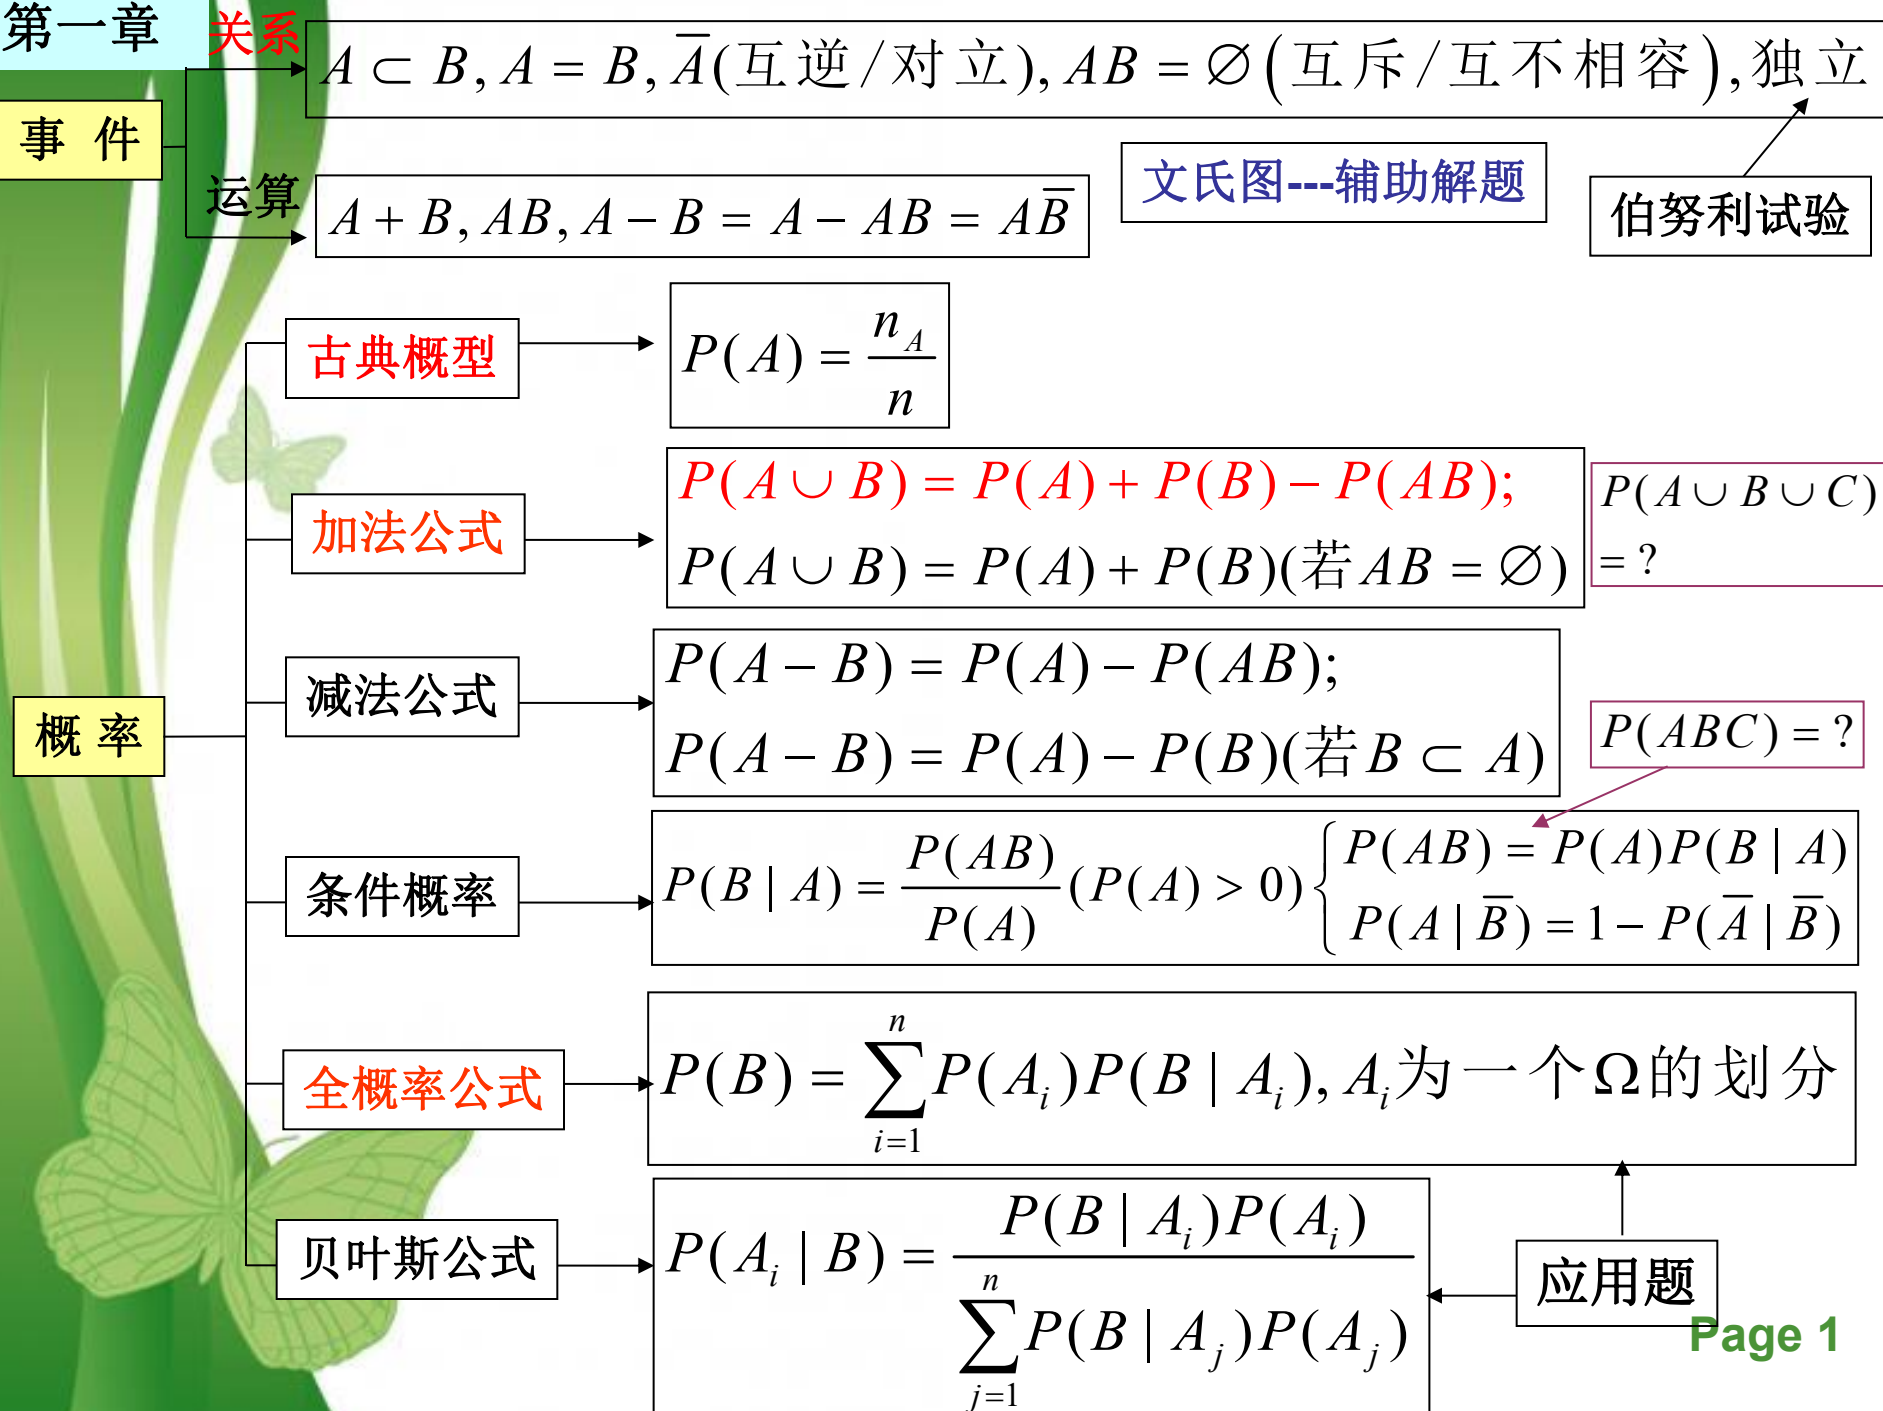 第一章
关系
A ⊂ B, A = B, A̅(互逆/对立), AB = ∅(互斥/互不相容),独立
事 件
运算
A + B, AB, A − B = A − AB = AB̅
文氏图---辅助解题
伯努利试验
古典概型
P(A) = n_A / n
加法公式
P(A ∪ B) = P(A) + P(B) − P(AB);
P(A ∪ B) = P(A) + P(B)(若AB = ∅)
P(A ∪ B ∪ C)
= ?
减法公式
P(A − B) = P(A) − P(AB);
P(A − B) = P(A) − P(B)(若B ⊂ A)
概 率
P(ABC) = ?
条件概率
P(B | A) = P(AB) / P(A) (P(A) > 0)
P(AB) = P(A)P(B | A)
P(A | B̅) = 1 − P(A̅ | B̅)
全概率公式
P(B) = ∑_{i=1}^{n} P(A_i)P(B | A_i), A_i为一个Ω的划分
贝叶斯公式
P(A_i | B) = P(B | A_i)P(A_i) / ∑_{j=1}^{n} P(B | A_j)P(A_j)
应用题
Page 1